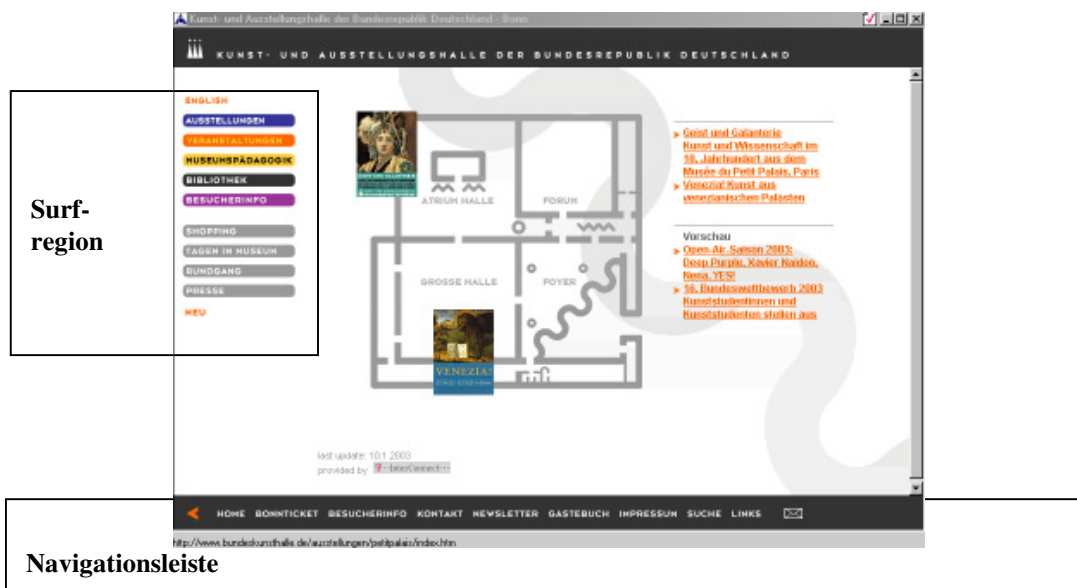 Kunst- und Ausstellungshalle der Bundesrepublik Deutschland - Bonn
KUNST- UND AUSSTELLUNGSHALLE DER BUNDESREPUBLIK DEUTSCHLAND
Surf-
region
ENGLISH
AUSSTELLUNGEN
VERANSTALTUNGEN
MUSEUMSPÄDAGOGIK
BIBLIOTHEK
BESUCHERINFO
SHOPPING
TAGEN IM MUSEUM
RUNDGANG
PRESSE
NEU
ATRIUM HALLE
FORUM
GROSSE HALLE
FOYER
VENEZIA!
Geist und Galanterie
Kunst und Wissenschaft im
18. Jahrhundert aus dem
Musée du Petit Palais, Paris
Venezia! Kunst aus
venezianischen Palästen
Vorschau
Open-Air-Saison 2003:
Deep Purple, Xavier Naidoo,
Nena, YES!
16. Bundeswettbewerb 2003
Kunststudentinnen und
Kunststudenten stellen aus
last update: 10.1.2003
provided by T··InterConnect···
HOME BONNTICKET BESUCHERINFO KONTAKT NEWSLETTER GÄSTEBUCH IMPRESSUM SUCHE LINKS
http://www.bundeskunsthalle.de/ausstellungen/petitpalais/index.htm
Navigationsleiste